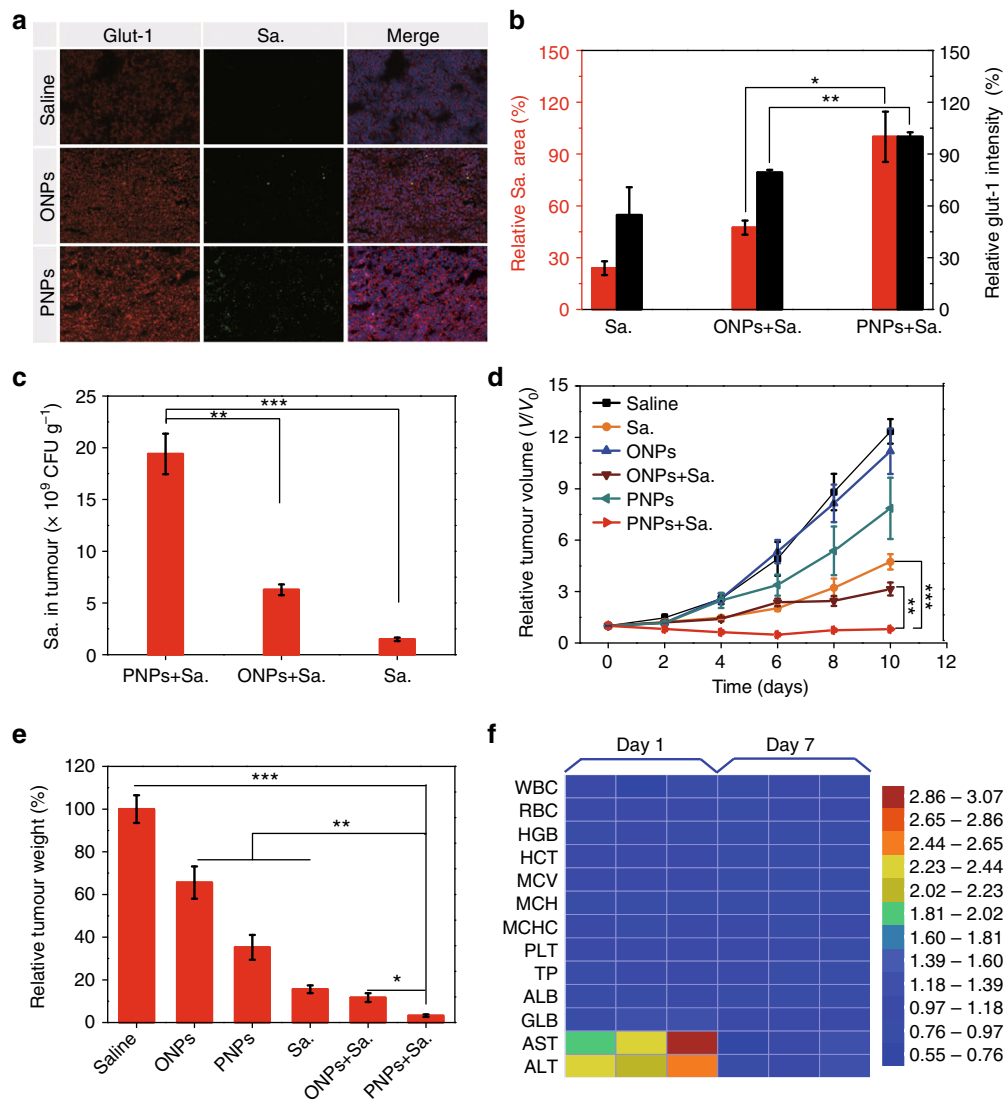 a
Glut-1 Sa. Merge
Saline
ONPs
PNPs
b
Relative Sa. area (%)
150
120
90
60
30
0
* 
**
150
120
90
60
30
0
Relative glut-1 intensity (%)
Sa. ONPs+Sa. PNPs+Sa.
c
Sa. in tumour (× 10⁹ CFU g⁻¹)
25
20
15
10
5
0
***
**
PNPs+Sa. ONPs+Sa. Sa.
d
Relative tumour volume (V/V₀)
15
12
9
6
3
0
Saline
Sa.
ONPs
ONPs+Sa.
PNPs
PNPs+Sa.
**
***
0 2 4 6 8 10 12
Time (days)
e
Relative tumour weight (%)
120
100
80
60
40
20
0
***
**
*
Saline ONPs PNPs Sa. ONPs+Sa. PNPs+Sa.
f
Day 1 Day 7
WBC
RBC
HGB
HCT
MCV
MCH
MCHC
PLT
TP
ALB
GLB
AST
ALT
2.86 – 3.07
2.65 – 2.86
2.44 – 2.65
2.23 – 2.44
2.02 – 2.23
1.81 – 2.02
1.60 – 1.81
1.39 – 1.60
1.18 – 1.39
0.97 – 1.18
0.76 – 0.97
0.55 – 0.76